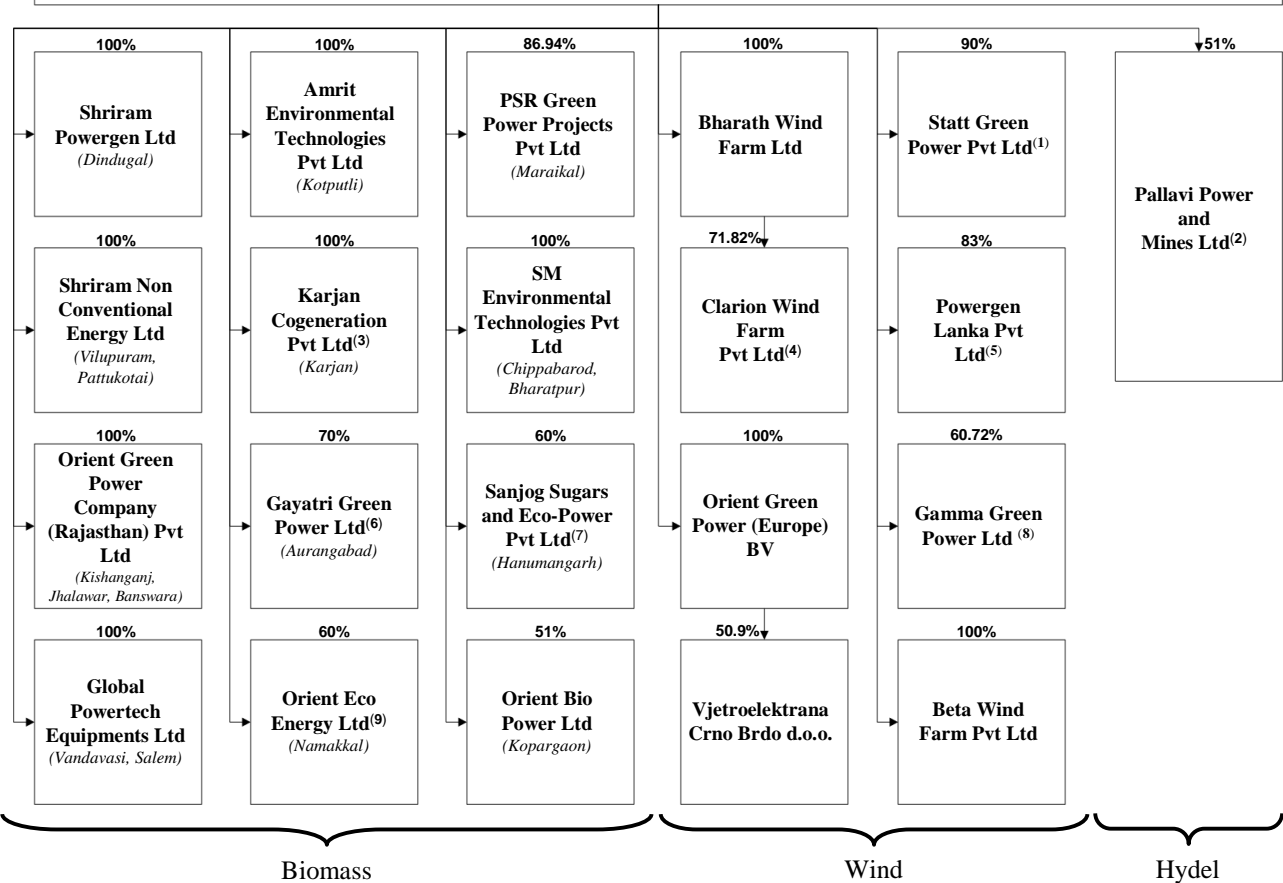 100%
Shriram
Powergen Ltd
(Dindugal)
100%
Amrit
Environmental
Technologies
Pvt Ltd
(Kotputli)
86.94%
PSR Green
Power Projects
Pvt Ltd
(Maraikal)
100%
Bharath Wind
Farm Ltd
90%
Statt Green
Power Pvt Ltd(1)
51%
Pallavi Power
and
Mines Ltd(2)
100%
Shriram Non
Conventional
Energy Ltd
(Vilupuram,
Pattukotai)
100%
Karjan
Cogeneration
Pvt Ltd(3)
(Karjan)
100%
SM
Environmental
Technologies Pvt
Ltd
(Chippabarod,
Bharatpur)
71.82%
Clarion Wind
Farm
Pvt Ltd(4)
83%
Powergen
Lanka Pvt
Ltd(5)
100%
Orient Green
Power
Company
(Rajasthan) Pvt
Ltd
(Kishanganj,
Jhalawar, Banswara)
70%
Gayatri Green
Power Ltd(6)
(Aurangabad)
60%
Sanjog Sugars
and Eco-Power
Pvt Ltd(7)
(Hanumangarh)
100%
Orient Green
Power (Europe)
BV
60.72%
Gamma Green
Power Ltd (8)
100%
Global
Powertech
Equipments Ltd
(Vandavasi, Salem)
60%
Orient Eco
Energy Ltd(9)
(Namakkal)
51%
Orient Bio
Power Ltd
(Kopargaon)
50.9%
Vjetroelektrana
Crno Brdo d.o.o.
100%
Beta Wind
Farm Pvt Ltd
Biomass
Wind
Hydel